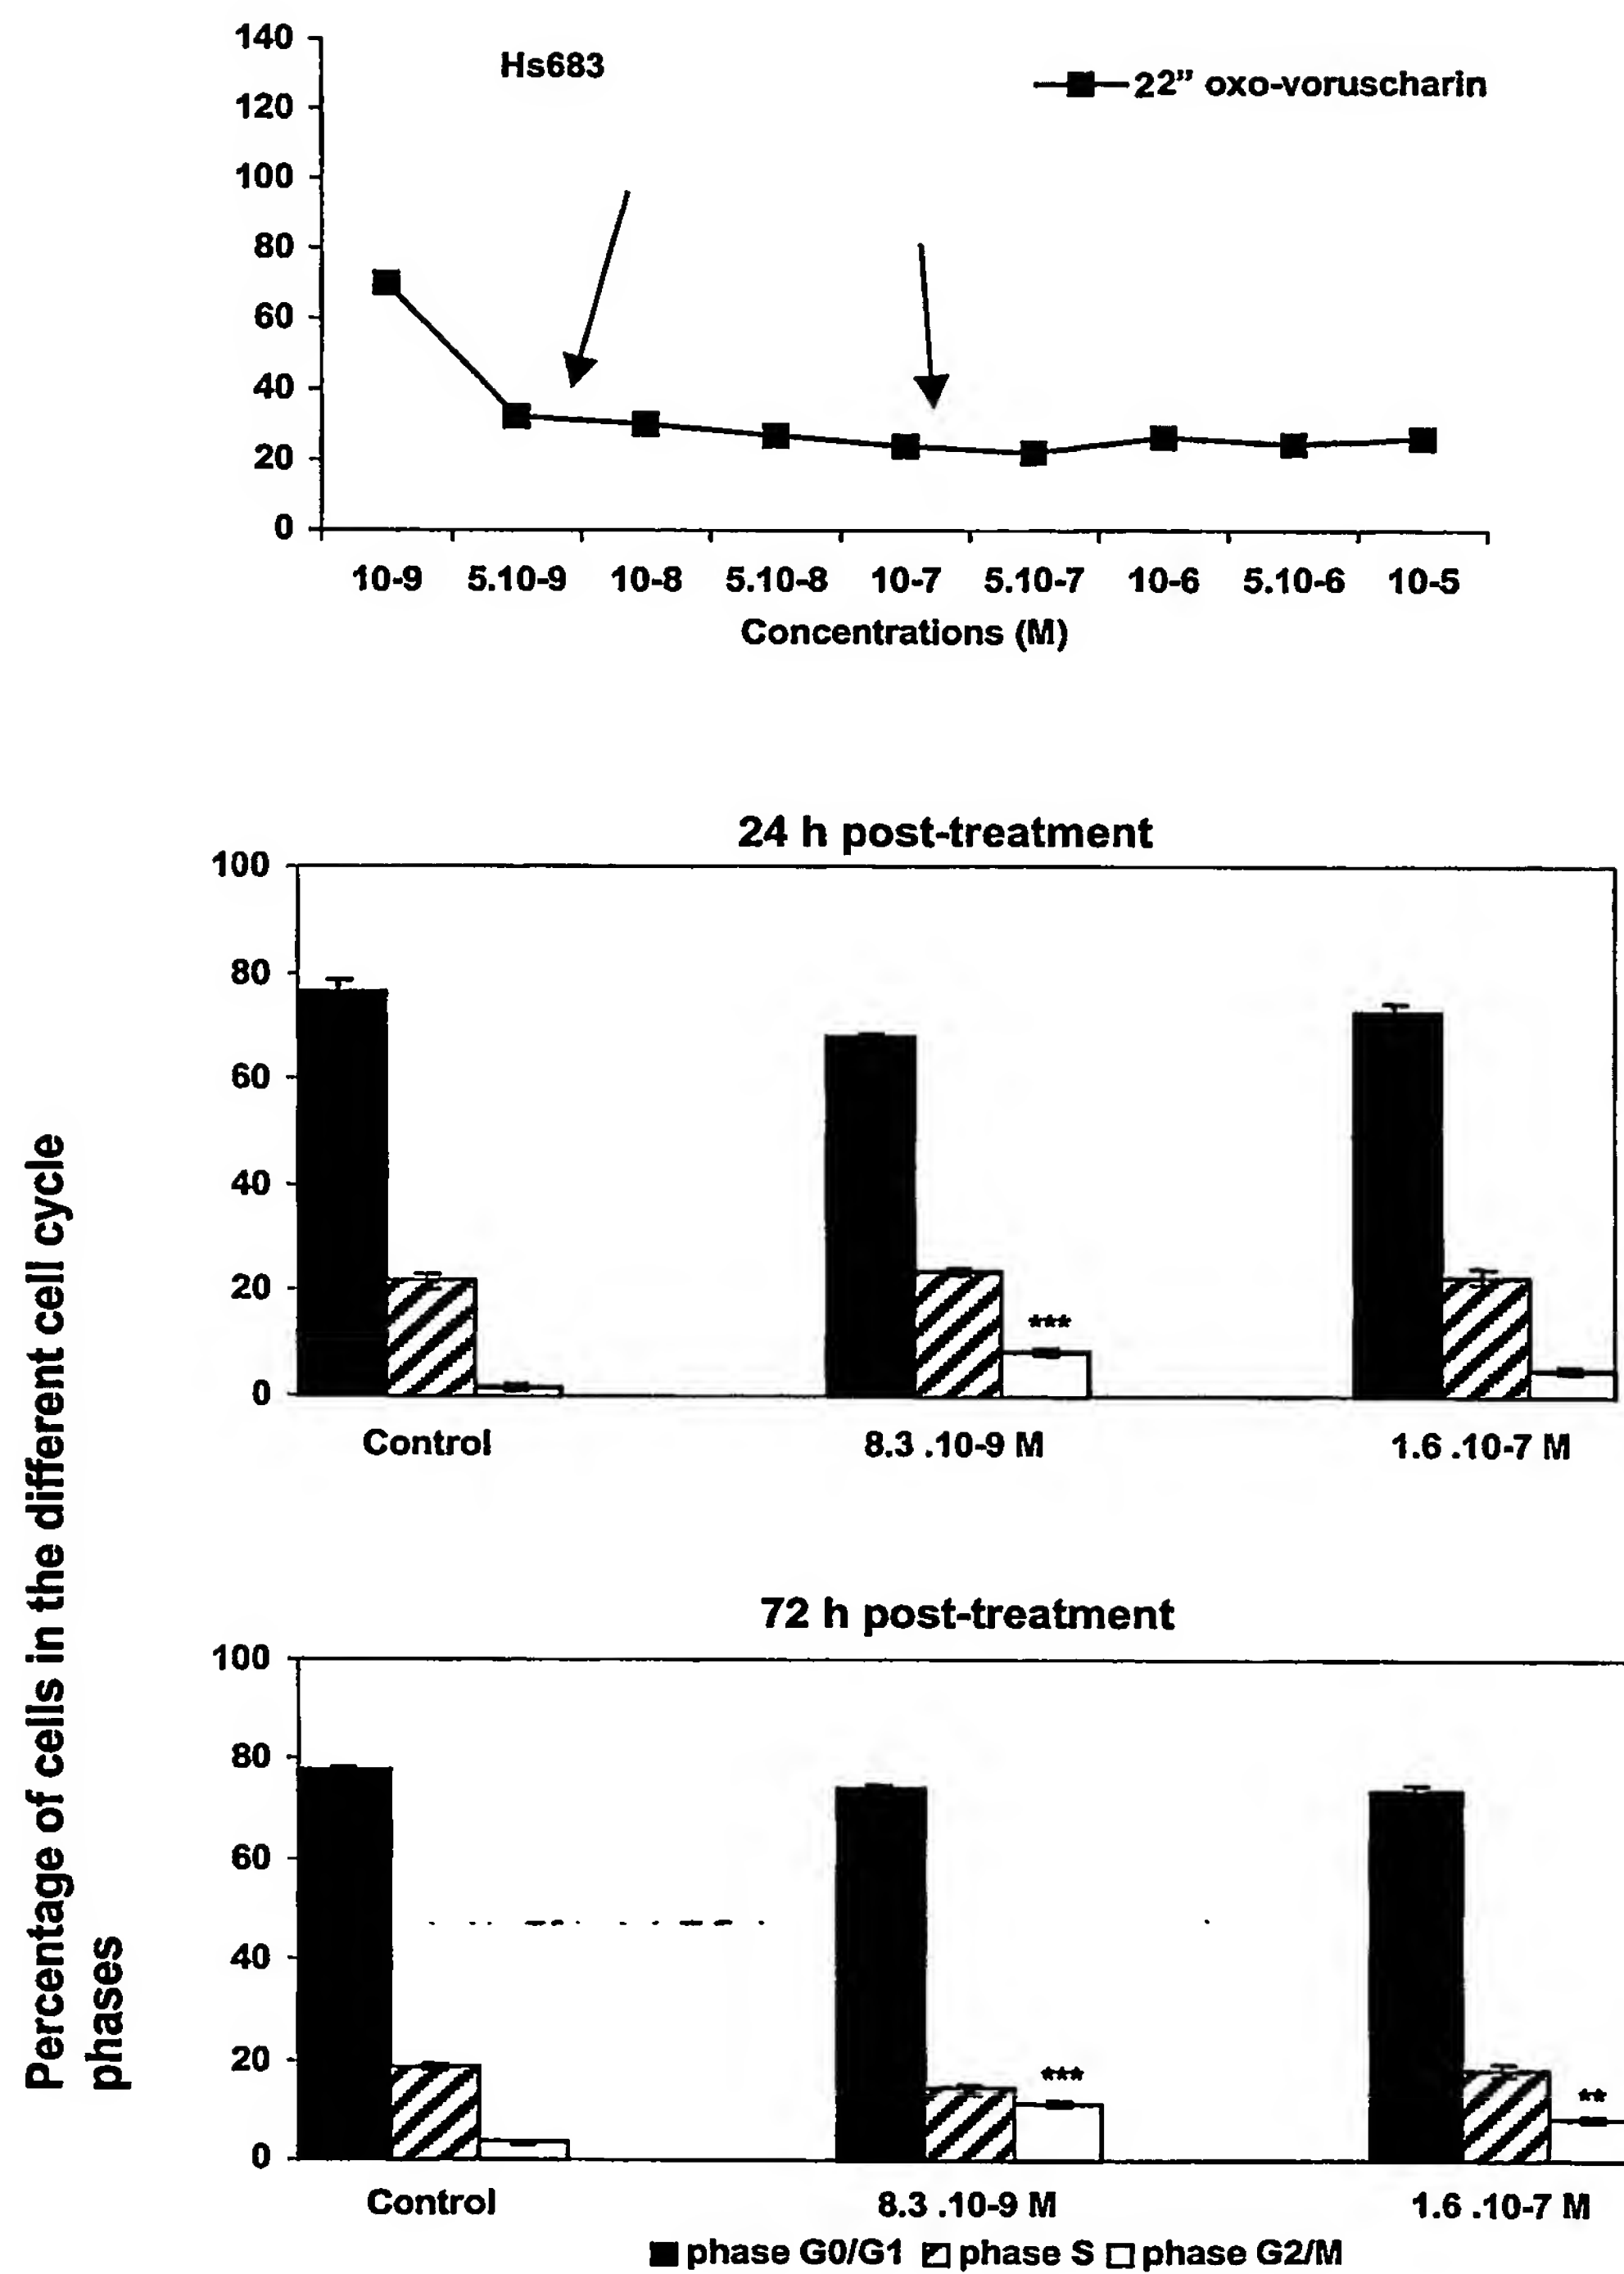 140
Hs683
22” oxo-voruscharin
120
100
80
60
40
20
0
10-9 5.10-9 10-8 5.10-8 10-7 5.10-7 10-6 5.10-6 10-5
Concentrations (M)
Percentage of cells in the different cell cycle
phases
24 h post-treatment
100
80
60
40
20
0
***
Control 8.3 .10-9 M 1.6 .10-7 M
72 h post-treatment
100
80
60
40
20
0
***
**
Control 8.3 .10-9 M 1.6 .10-7 M
phase G0/G1 phase S phase G2/M